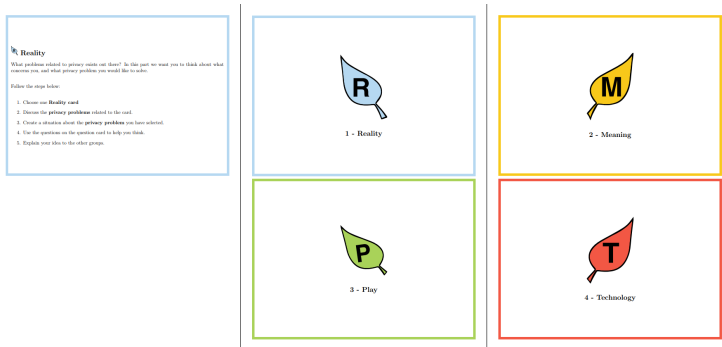 Reality
What problems related to privacy exists out there? In this part we want you to think about what
concerns you, and what privacy problem you would like to solve.
Follow the steps below:
1. Choose one Reality card
2. Discuss the privacy problems related to the card.
3. Create a situation about the privacy problem you have selected.
4. Use the questions on the question card to help you think.
5. Explain your idea to the other groups.
R
1 - Reality
M
2 - Meaning
P
3 - Play
T
4 - Technology